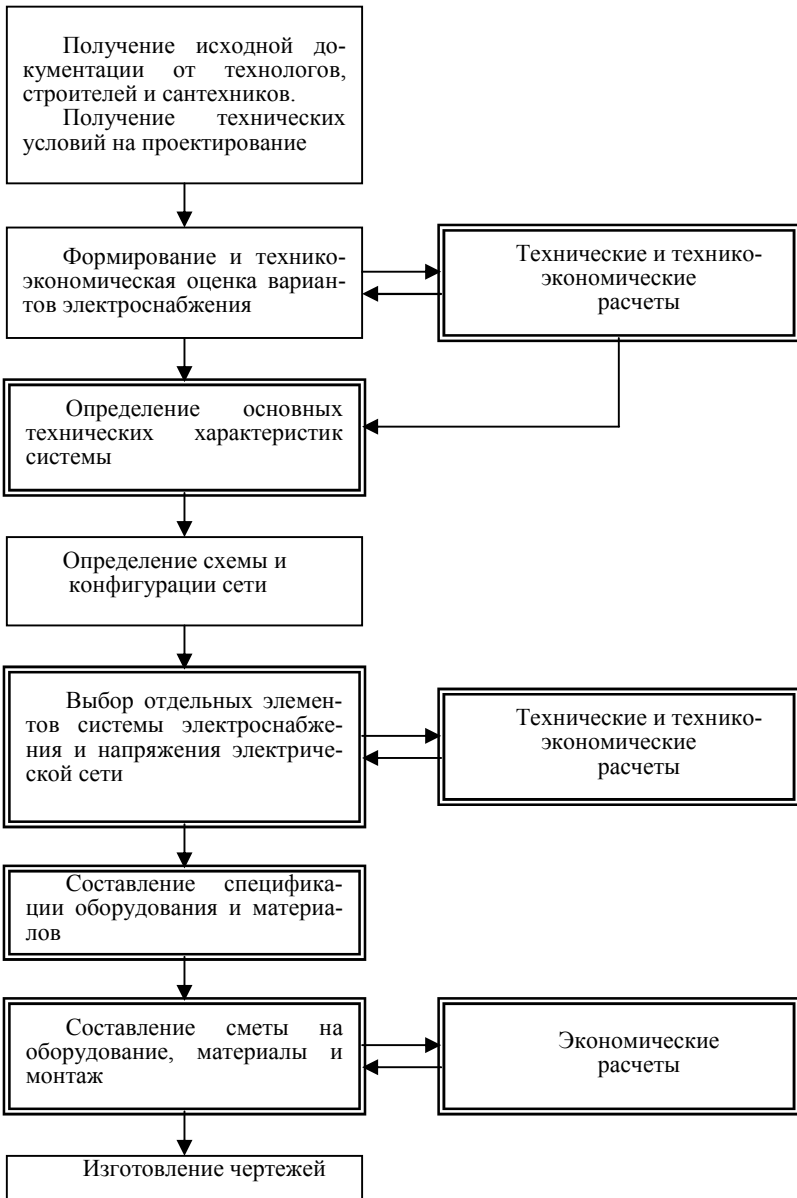 Получение исходной до-
кументации от технологов,
строителей и сантехников.
Получение технических
условий на проектирование
Формирование и технико-
экономическая оценка вариан-
тов электроснабжения
Технические и технико-
экономические
расчеты
Определение основных
технических характеристик
системы
Определение схемы и
конфигурации сети
Выбор отдельных элемен-
тов системы электроснабже-
ния и напряжения электриче-
ской сети
Технические и технико-
экономические
расчеты
Составление специфика-
ции оборудования и материа-
лов
Составление сметы на
оборудование, материалы и
монтаж
Экономические
расчеты
Изготовление чертежей